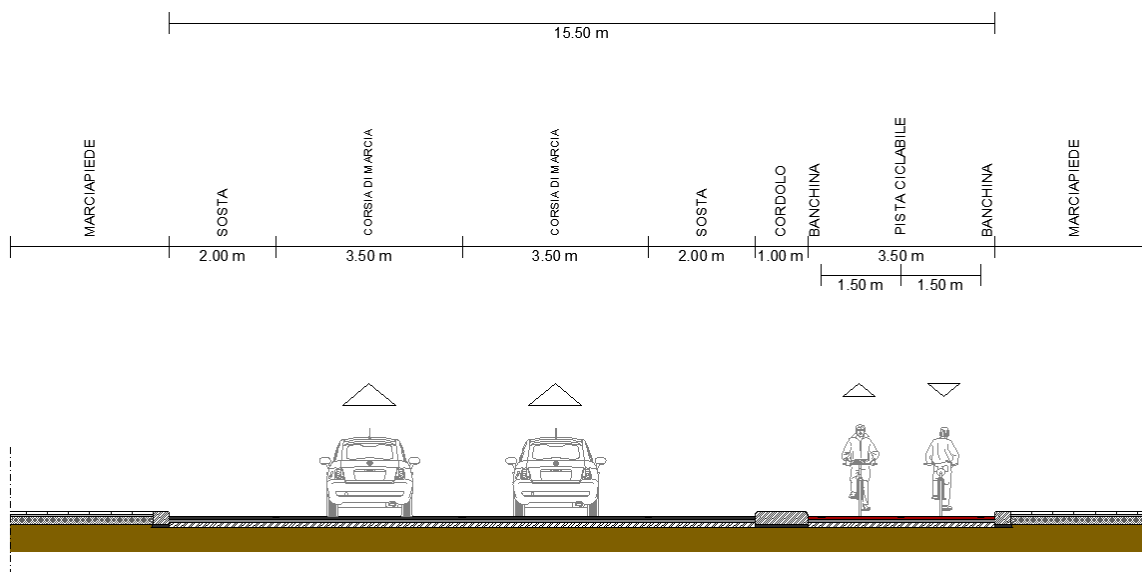 15.50 m
MARCIAPIEDE
SOSTA
CORSIA DI MARCIA
CORSIA DI MARCIA
SOSTA
CORDOLO
BANCHINA
PISTA CICLABILE
BANCHINA
MARCIAPIEDE
2.00 m
3.50 m
3.50 m
2.00 m
1.00 m
3.50 m
1.50 m
1.50 m